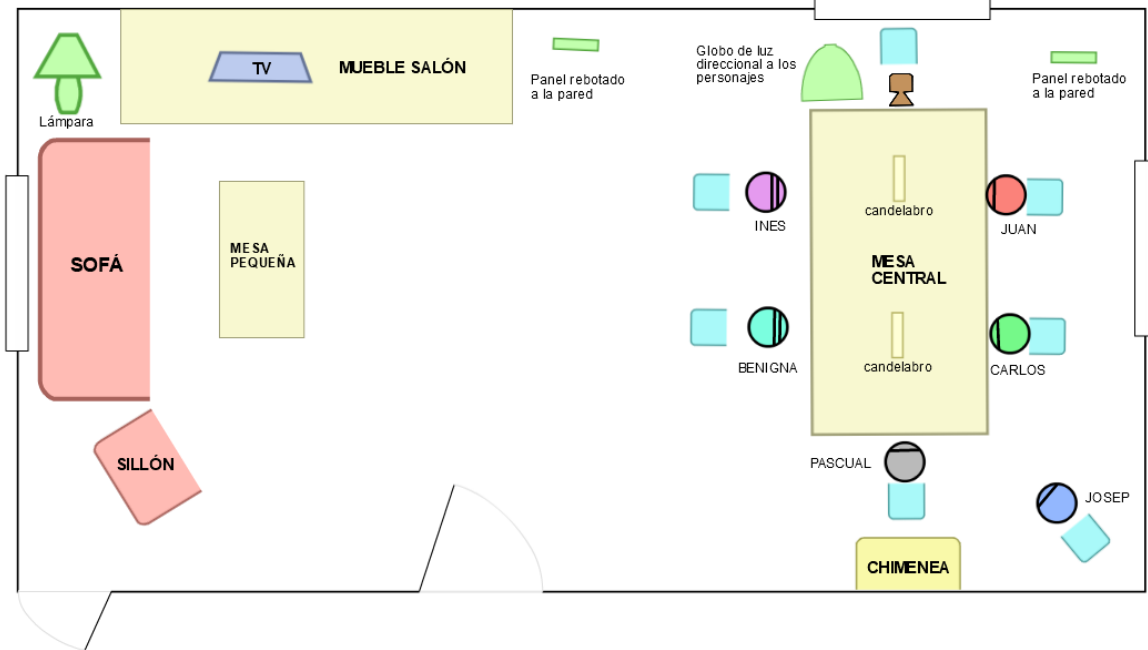 TV
MUEBLE SALÓN
Lámpara
Panel rebotado
a la pared
Globo de luz
direccional a los
personajes
Panel rebotado
a la pared
SOFÁ
MESA
PEQUEÑA
SILLÓN
candelabro
INES
JUAN
MESA
CENTRAL
candelabro
BENIGNA
CARLOS
PASCUAL
JOSEP
CHIMENEA